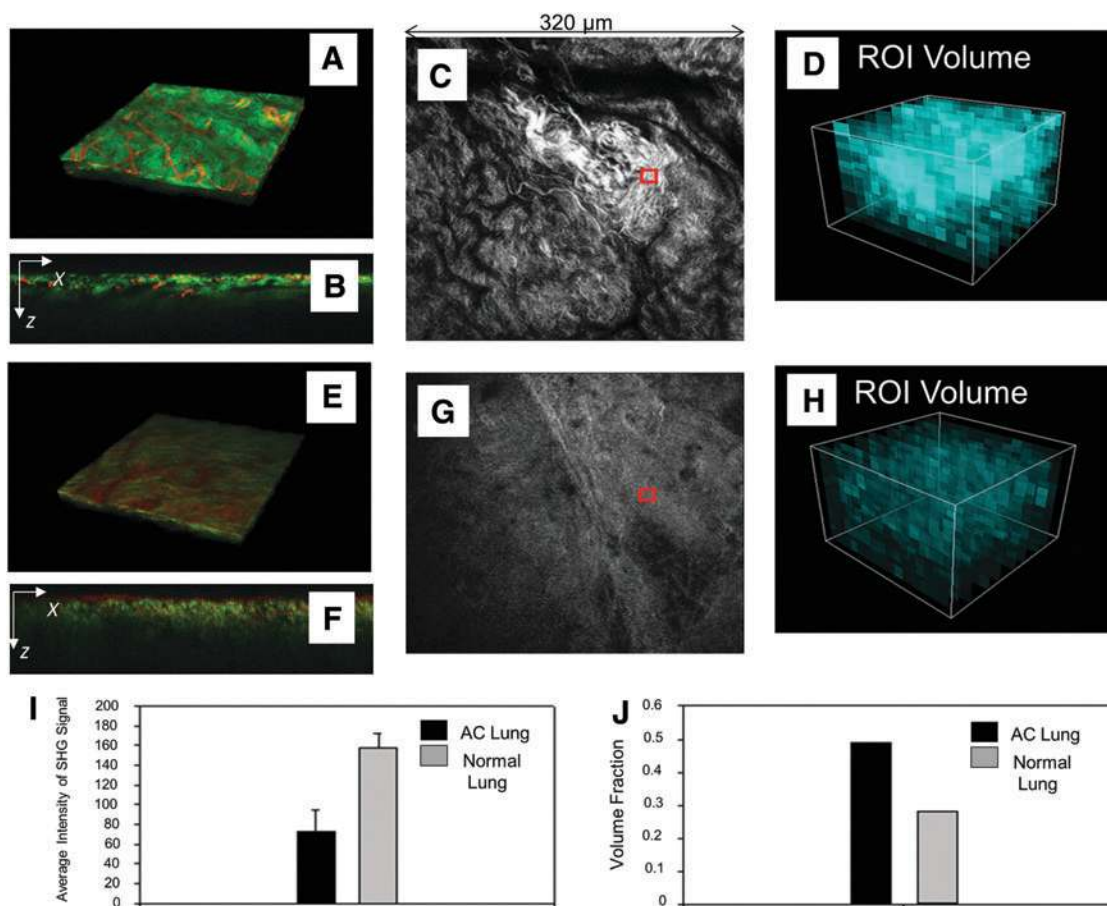 320 µm
A
C
D
ROI Volume
X
B
z
E
G
H
ROI Volume
X
F
z
I
Average Intensity of SHG Signal
200
180
160
140
120
100
80
60
40
20
0
AC Lung
Normal
Lung
J
Volume Fraction
0.6
0.5
0.4
0.3
0.2
0.1
0
AC Lung
Normal
Lung